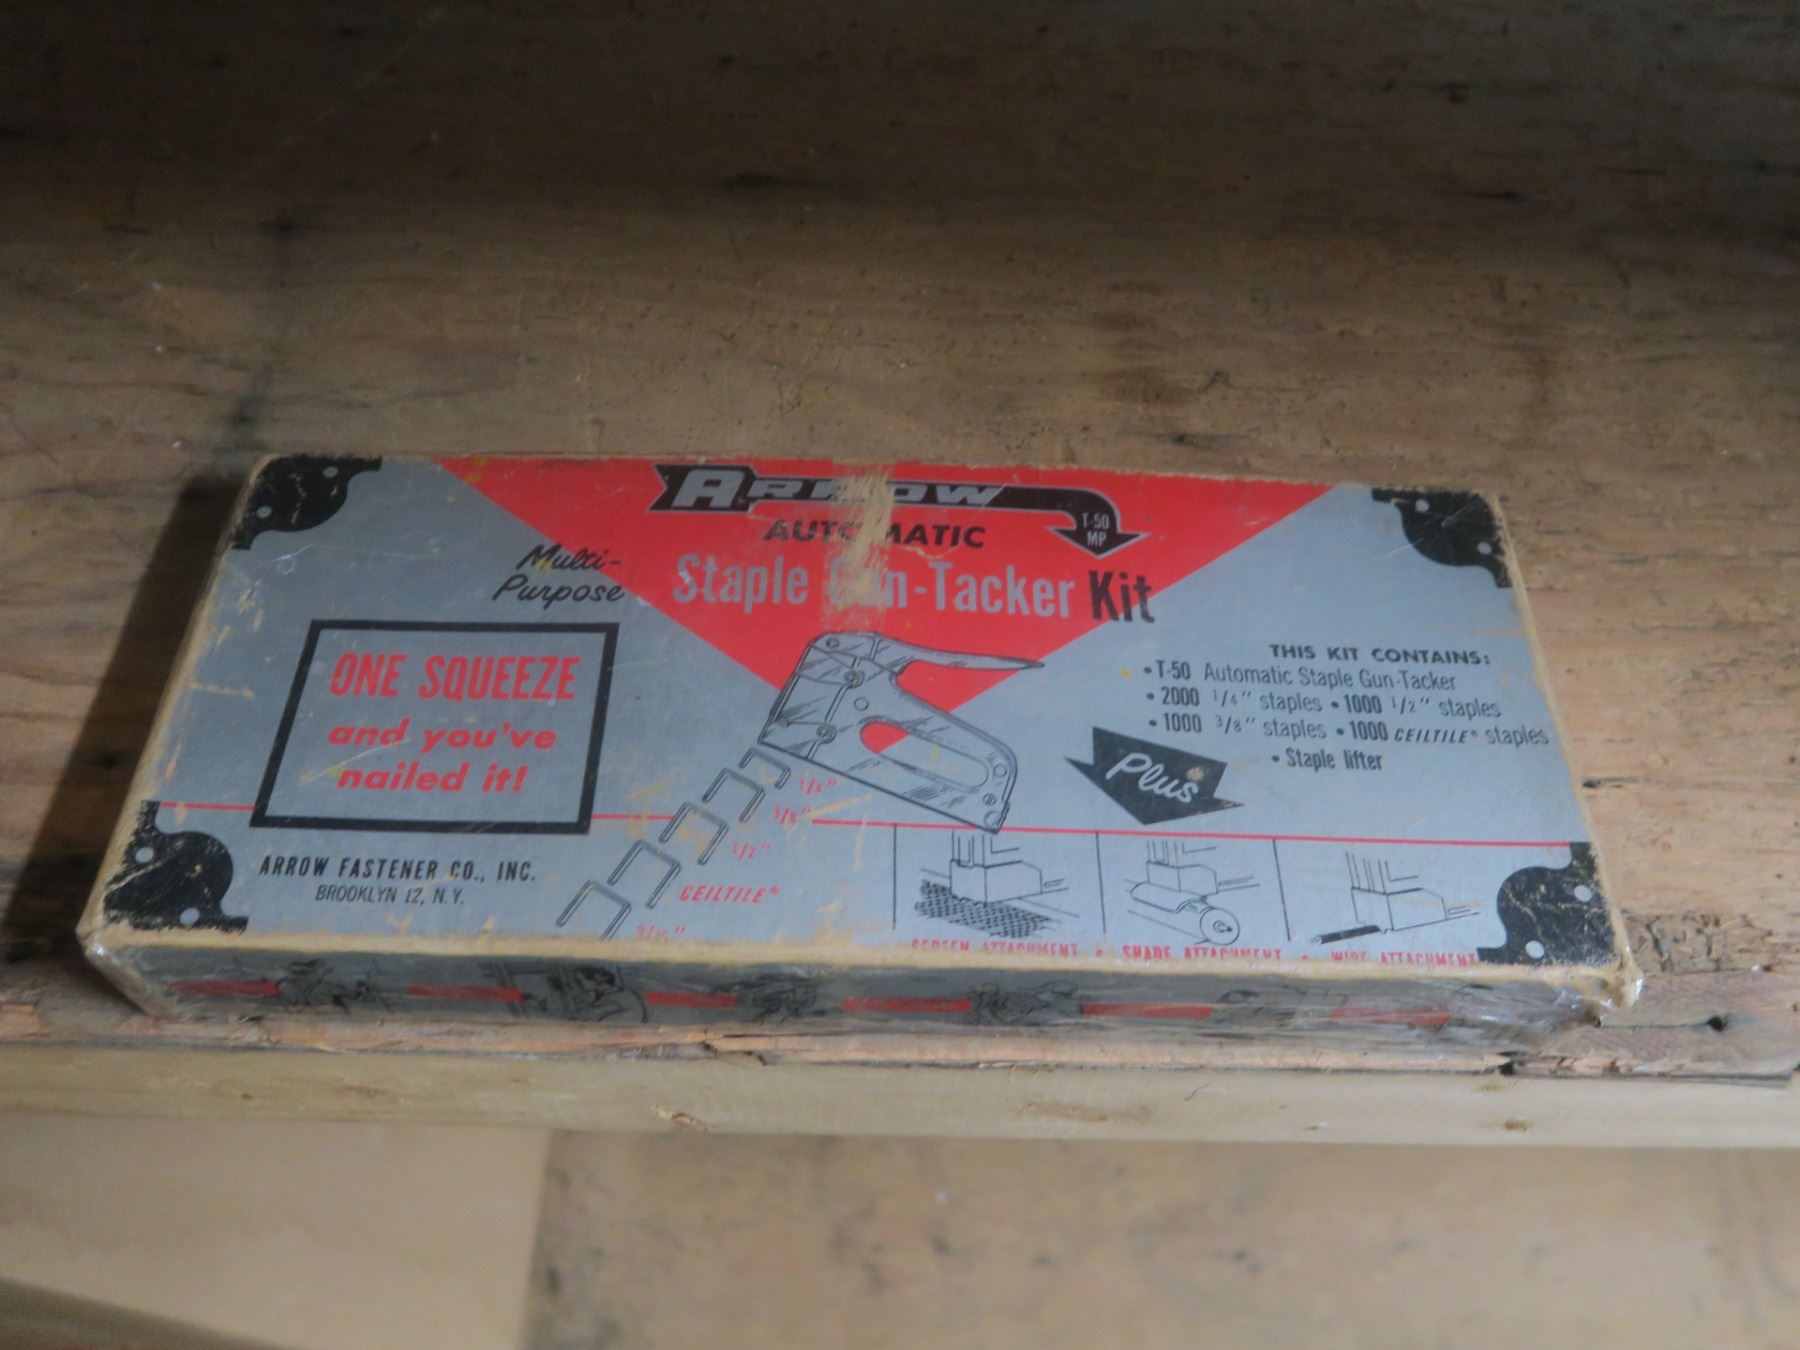 ARROW
T-50
MP
AUTOMATIC
Multi-
Purpose
Staple Gun-Tacker Kit
ONE SQUEEZE
and you've
nailed it!
THIS KIT CONTAINS:
• T-50 Automatic Staple Gun-Tacker
• 2000 1/4" staples • 1000 1/2" staples
• 1000 3/8" staples • 1000 CEILTILE® staples
• Staple lifter
Plus
1/4"
3/8"
1/2"
CEILTILE®
9/16"
ARROW FASTENER CO., INC.
BROOKLYN 12, N.Y.
SCREEN ATTACHMENT • SHADE ATTACHMENT • WIRE ATTACHMENT